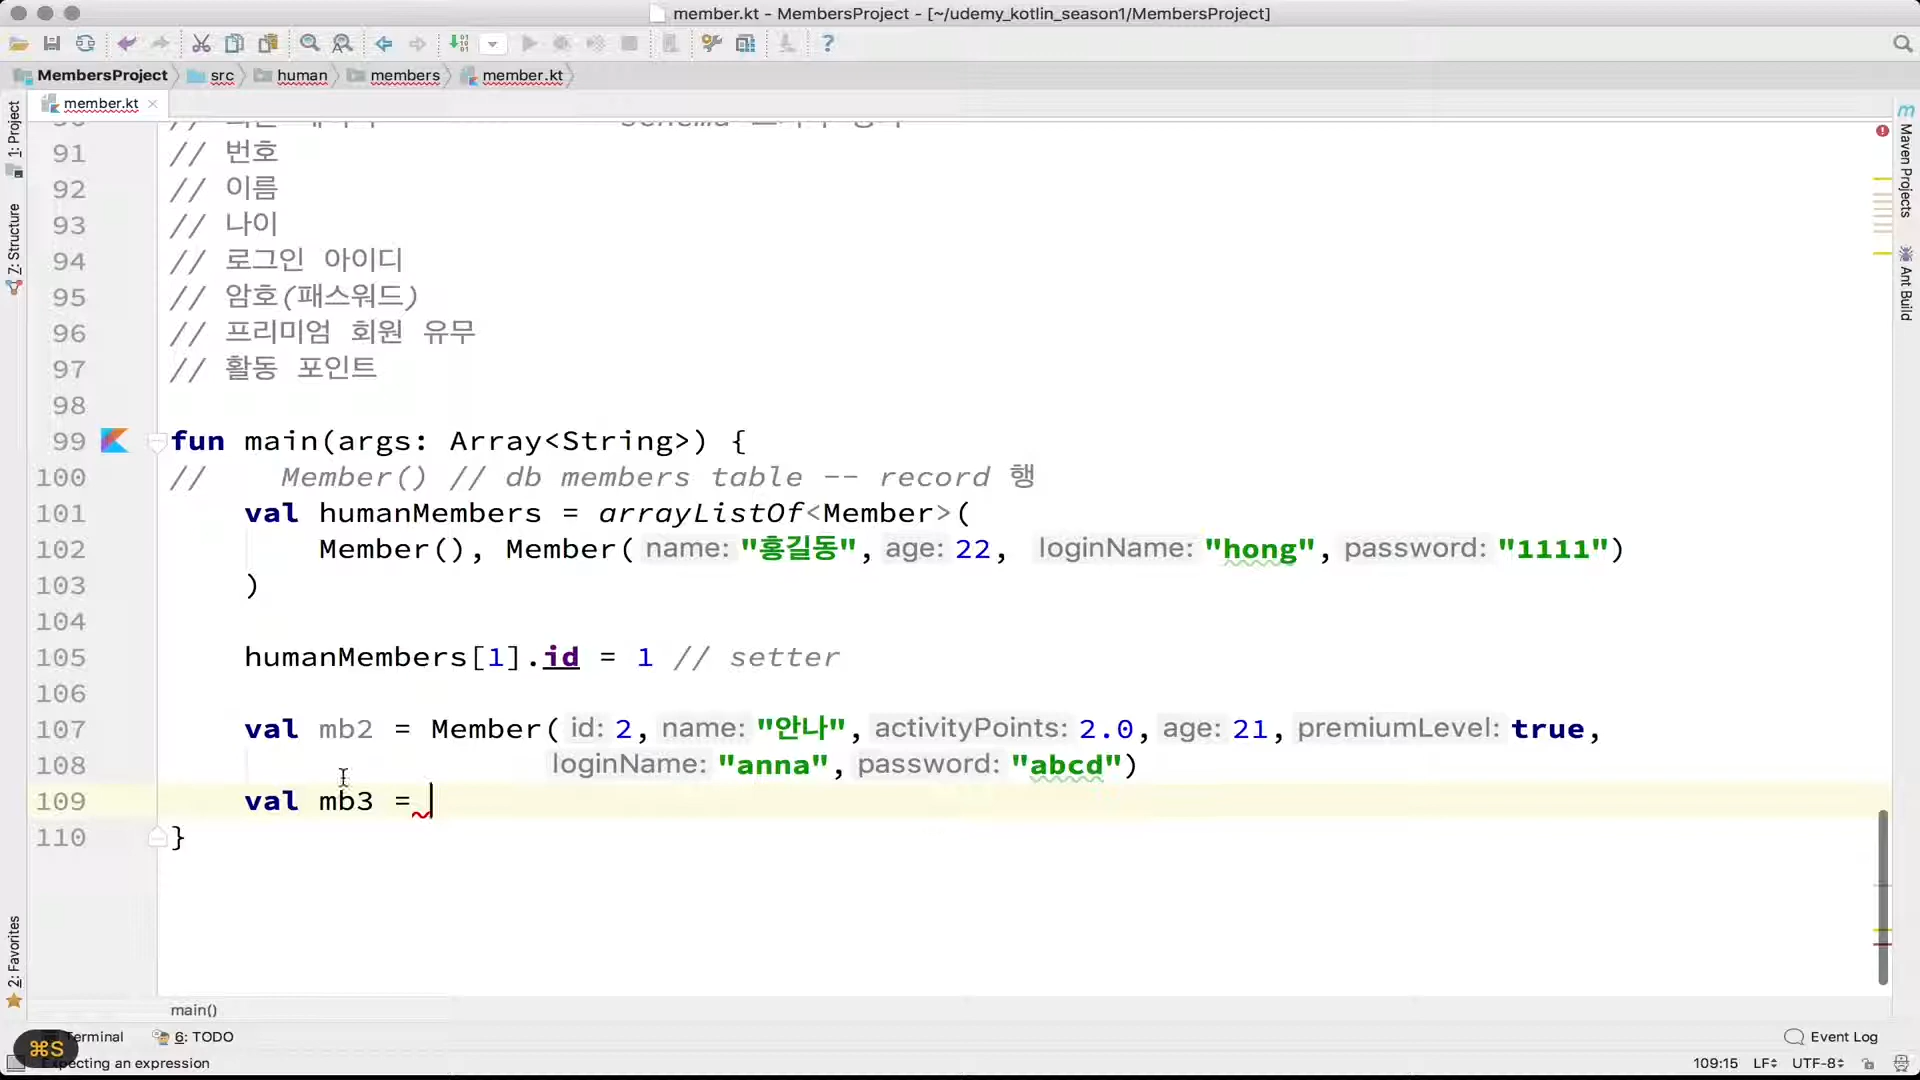 member.kt - MembersProject - [~/udemy_kotlin_season1/MembersProject]
MembersProject src human members member.kt
member.kt
1: Project
Z: Structure
2: Favorites
Maven Projects
Ant Build
91 // 번호
92 // 이름
93 // 나이
94 // 로그인 아이디
95 // 암호(패스워드)
96 // 프리미엄 회원 유무
97 // 활동 포인트
98
99 fun main(args: Array<String>) {
100 // Member() // db members table -- record 행
101 val humanMembers = arrayListOf<Member>(
102 Member(), Member( name: "홍길동", age: 22, loginName: "hong", password: "1111")
103 )
104
105 humanMembers[1].id = 1 // setter
106
107 val mb2 = Member( id: 2, name: "안나", activityPoints: 2.0, age: 21, premiumLevel: true,
108 loginName: "anna", password: "abcd")
109 val mb3 =
110 }
main()
Terminal 6: TODO Event Log
⌘S
pecting an expression 109:15 LF UTF-8